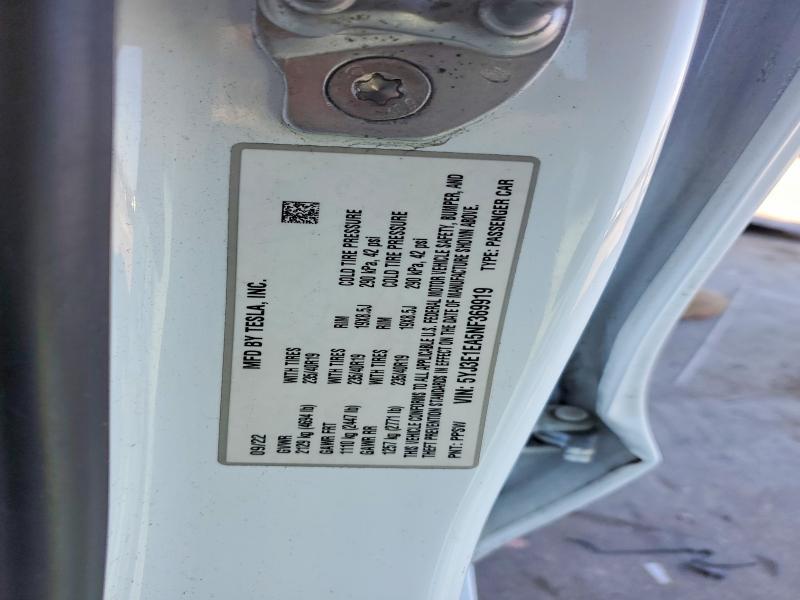 MFD BY TESLA, INC.
09/22
GVWR WITH TIRES RIM COLD TIRE PRESSURE
2129 kg (4694 lb) 235/40R19 19X8.5J 290 kPa, 42 psi
GAWR FRT WITH TIRES RIM COLD TIRE PRESSURE
1110 kg (2447 lb) 235/40R19 19X8.5J 290 kPa, 42 psi
GAWR RR
1257 kg (2771 lb) 235/40R19
THIS VEHICLE CONFORMS TO ALL APPLICABLE U.S. FEDERAL MOTOR VEHICLE SAFETY, BUMPER, AND
THEFT PREVENTION STANDARDS IN EFFECT ON THE DATE OF MANUFACTURE SHOWN ABOVE.
PNT: PPSW VIN: 5YJ3E1EA5NF369919 TYPE: PASSENGER CAR